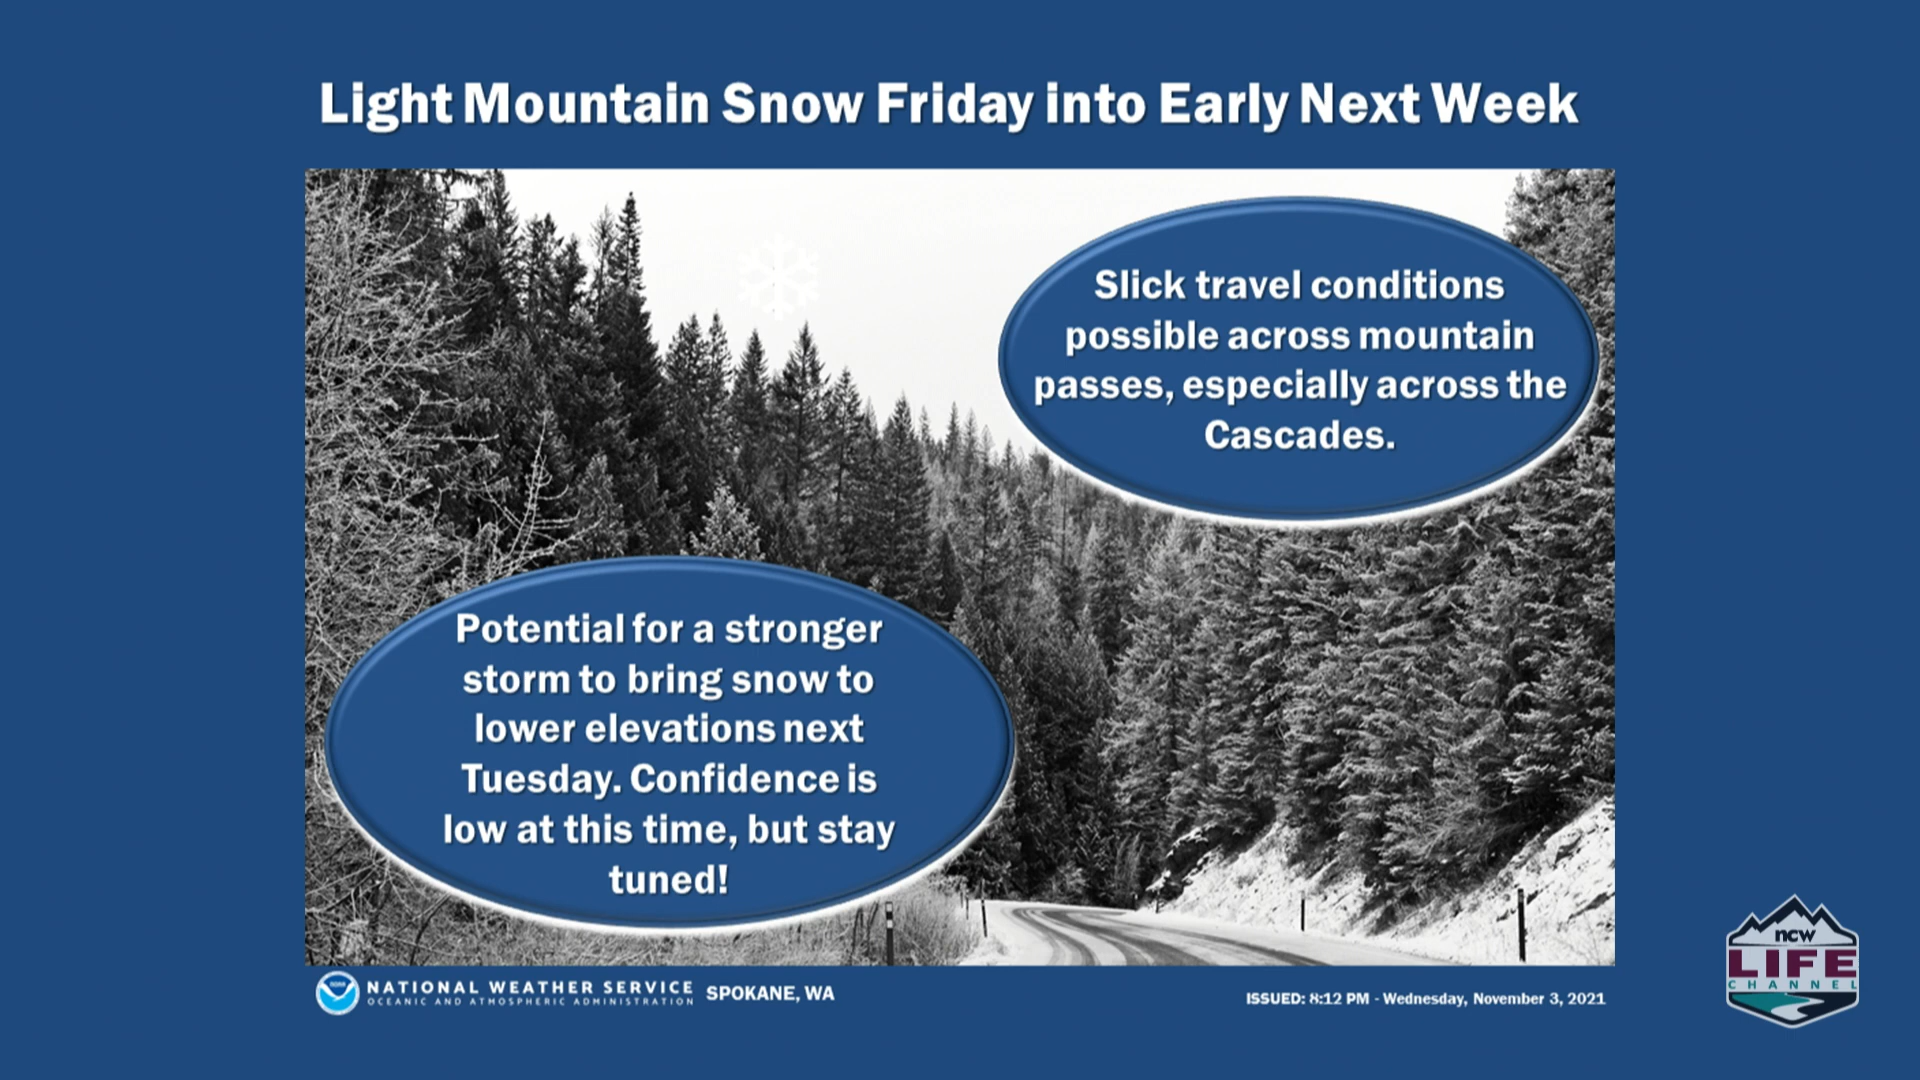 Light Mountain Snow Friday into Early Next Week
Slick travel conditions
possible across mountain
passes, especially across the
Cascades.
Potential for a stronger
storm to bring snow to
lower elevations next
Tuesday. Confidence is
low at this time, but stay
tuned!
NATIONAL WEATHER SERVICE
OCEANIC AND ATMOSPHERIC ADMINISTRATION
SPOKANE, WA
ISSUED: 8:12 PM - Wednesday, November 3, 2021
ncw
LIFE
CHANNEL